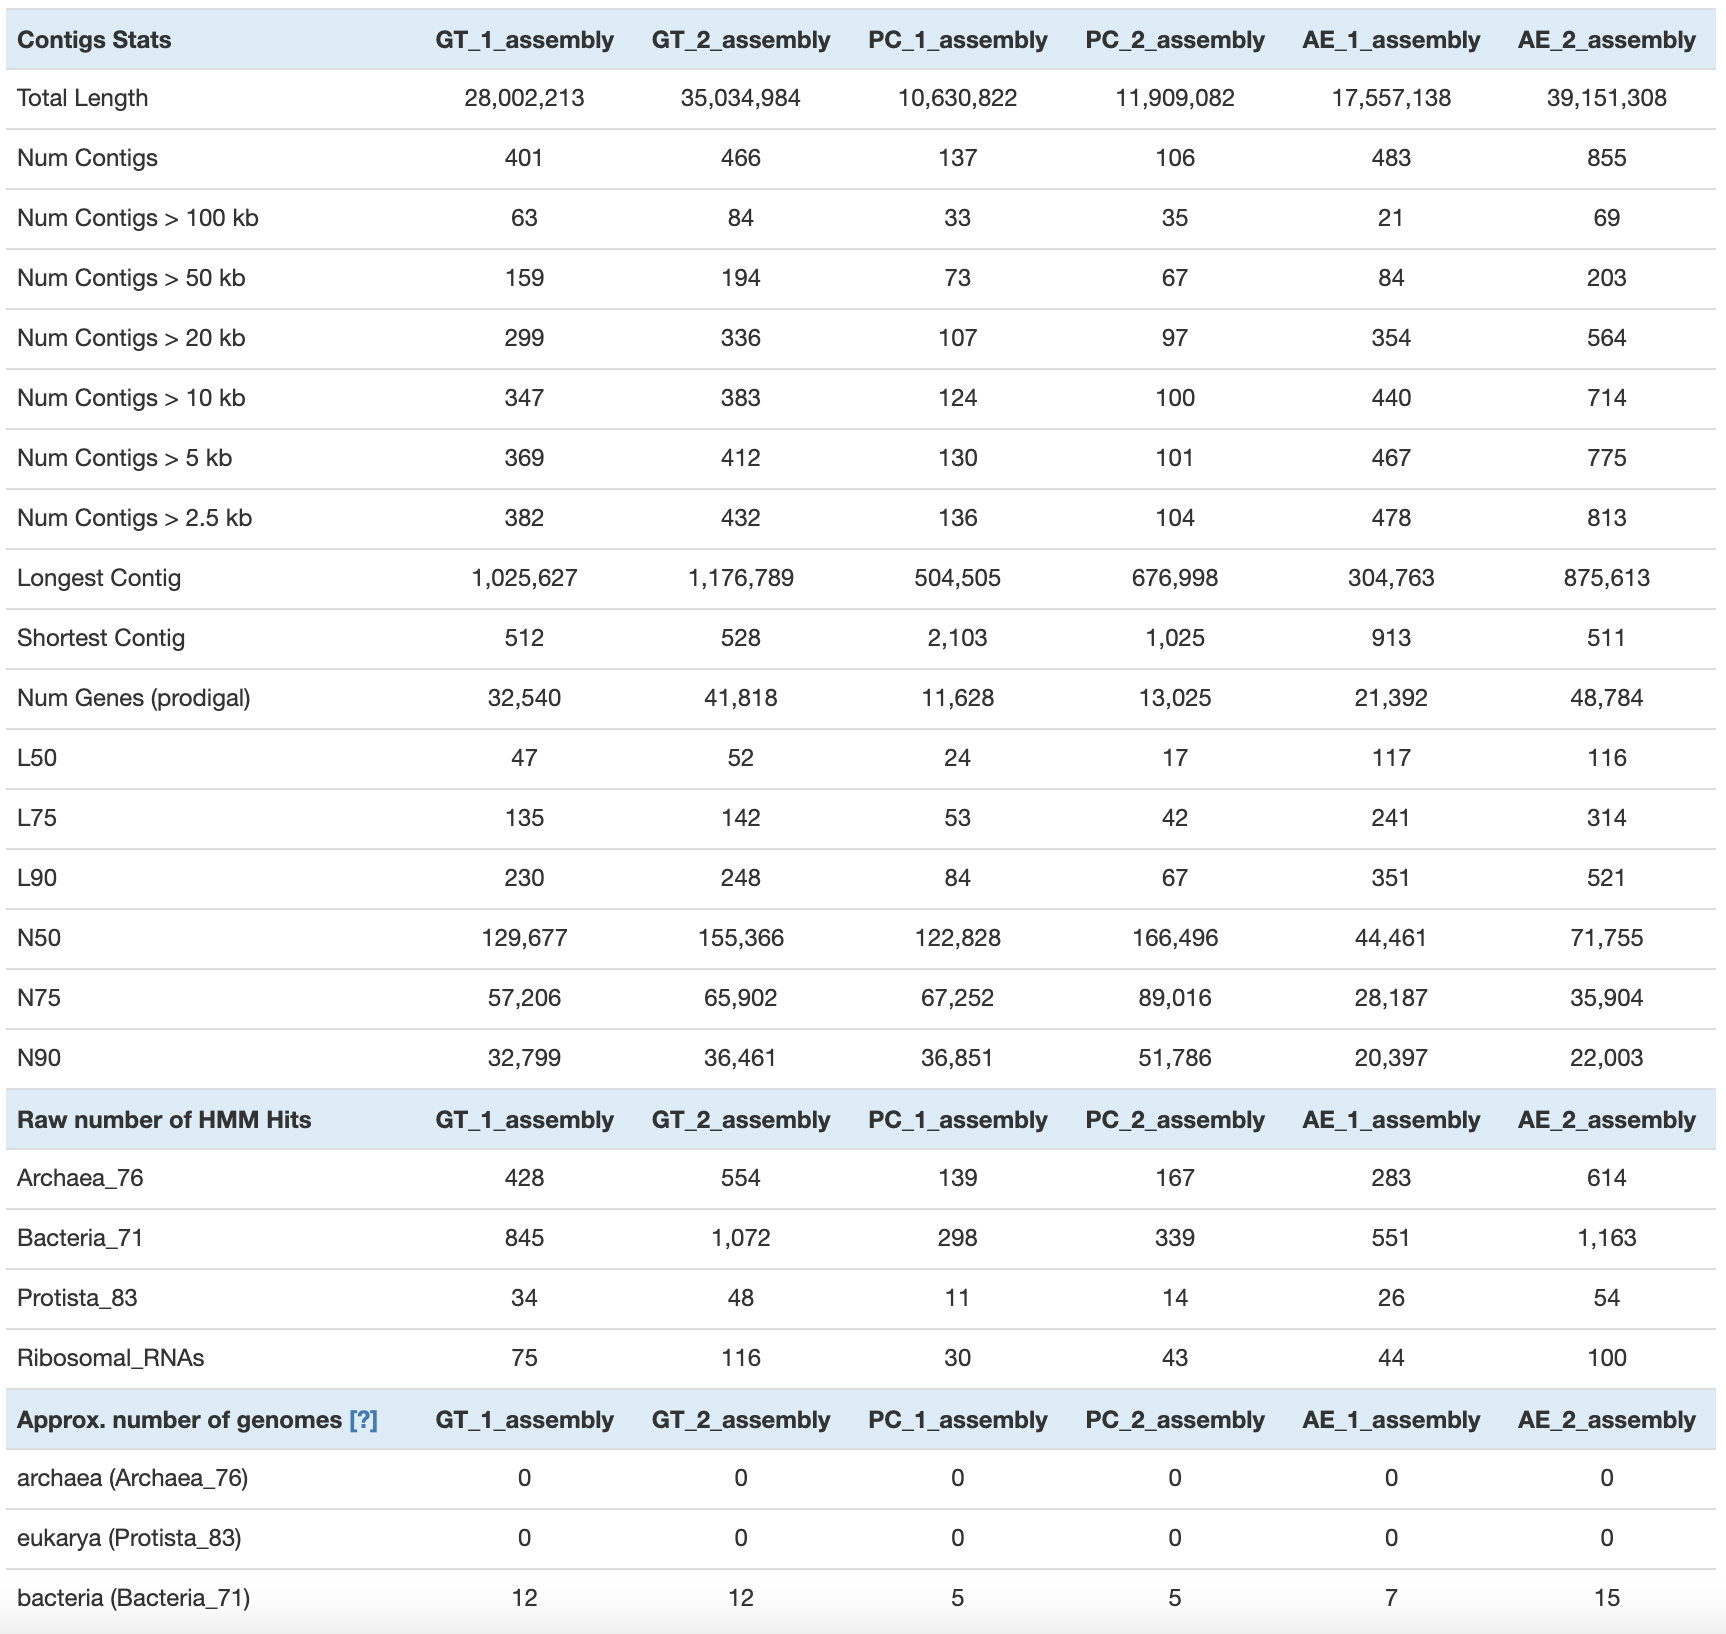 Contigs Stats GT_1_assembly GT_2_assembly PC_1_assembly PC_2_assembly AE_1_assembly AE_2_assembly
Total Length 28,002,213 35,034,984 10,630,822 11,909,082 17,557,138 39,151,308
Num Contigs 401 466 137 106 483 855
Num Contigs > 100 kb 63 84 33 35 21 69
Num Contigs > 50 kb 159 194 73 67 84 203
Num Contigs > 20 kb 299 336 107 97 354 564
Num Contigs > 10 kb 347 383 124 100 440 714
Num Contigs > 5 kb 369 412 130 101 467 775
Num Contigs > 2.5 kb 382 432 136 104 478 813
Longest Contig 1,025,627 1,176,789 504,505 676,998 304,763 875,613
Shortest Contig 512 528 2,103 1,025 913 511
Num Genes (prodigal) 32,540 41,818 11,628 13,025 21,392 48,784
L50 47 52 24 17 117 116
L75 135 142 53 42 241 314
L90 230 248 84 67 351 521
N50 129,677 155,366 122,828 166,496 44,461 71,755
N75 57,206 65,902 67,252 89,016 28,187 35,904
N90 32,799 36,461 36,851 51,786 20,397 22,003
Raw number of HMM Hits GT_1_assembly GT_2_assembly PC_1_assembly PC_2_assembly AE_1_assembly AE_2_assembly
Archaea_76 428 554 139 167 283 614
Bacteria_71 845 1,072 298 339 551 1,163
Protista_83 34 48 11 14 26 54
Ribosomal_RNAs 75 116 30 43 44 100
Approx. number of genomes [?] GT_1_assembly GT_2_assembly PC_1_assembly PC_2_assembly AE_1_assembly AE_2_assembly
archaea (Archaea_76) 0 0 0 0 0 0
eukarya (Protista_83) 0 0 0 0 0 0
bacteria (Bacteria_71) 12 12 5 5 7 15